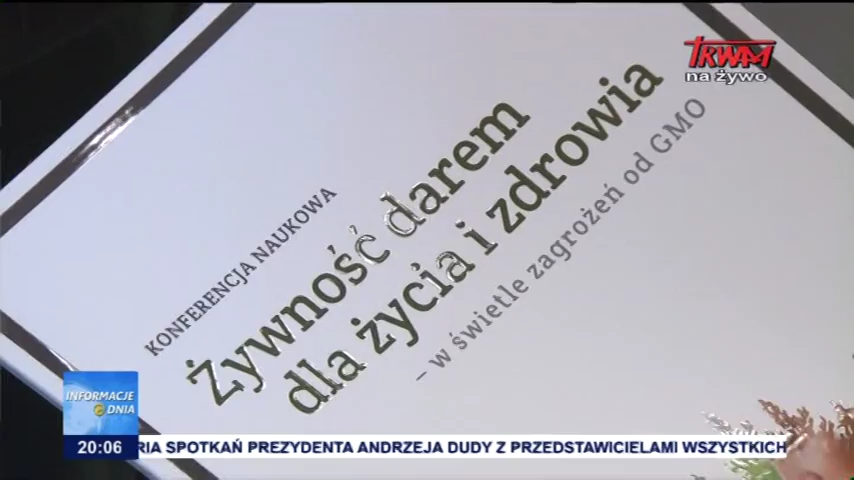 TRWAM
na żywo
KONFERENCJA NAUKOWA
Żywność darem
dla życia i zdrowia
– w świetle zagrożeń od GMO
INFORMACJE
DNIA
20:06
RIA SPOTKAŃ PREZYDENTA ANDRZEJA DUDY Z PRZEDSTAWICIELAMI WSZYSTKICH